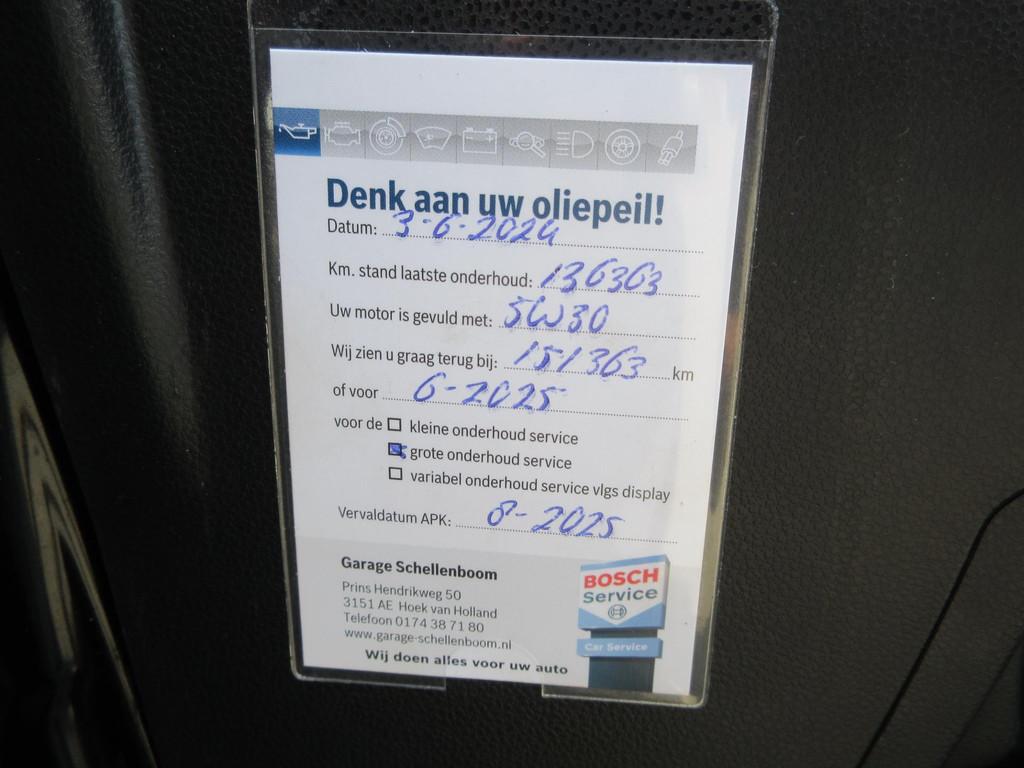 Denk aan uw oliepeil!
Datum: 3-6-2024
Km. stand laatste onderhoud: 136363
Uw motor is gevuld met: 5W30
Wij zien u graag terug bij: 151363 km
of voor 6-2025
voor de ☐ kleine onderhoud service
☒ grote onderhoud service
☐ variabel onderhoud service vlgs display
Vervaldatum APK: 8-2025
Garage Schellenboom
Prins Hendrikweg 50
3151 AE Hoek van Holland
Telefoon 0174 38 71 80
www.garage-schellenboom.nl
Wij doen alles voor uw auto
BOSCH
Service
Car Service